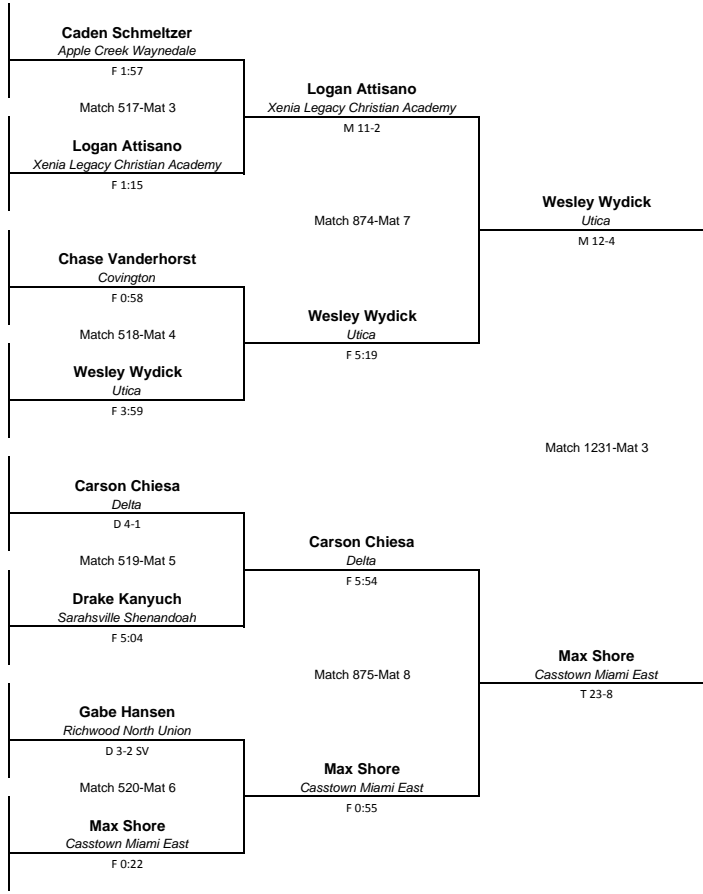 Caden Schmeltzer
Apple Creek Waynedale
F 1:57
Match 517-Mat 3
Logan Attisano
Xenia Legacy Christian Academy
F 1:15
Chase Vanderhorst
Covington
F 0:58
Match 518-Mat 4
Wesley Wydick
Utica
F 3:59
Carson Chiesa
Delta
D 4-1
Match 519-Mat 5
Drake Kanyuch
Sarahsville Shenandoah
F 5:04
Gabe Hansen
Richwood North Union
D 3-2 SV
Match 520-Mat 6
Max Shore
Casstown Miami East
F 0:22
Logan Attisano
Xenia Legacy Christian Academy
M 11-2
Match 874-Mat 7
Wesley Wydick
Utica
F 5:19
Carson Chiesa
Delta
F 5:54
Match 875-Mat 8
Max Shore
Casstown Miami East
F 0:55
Wesley Wydick
Utica
M 12-4
Match 1231-Mat 3
Max Shore
Casstown Miami East
T 23-8